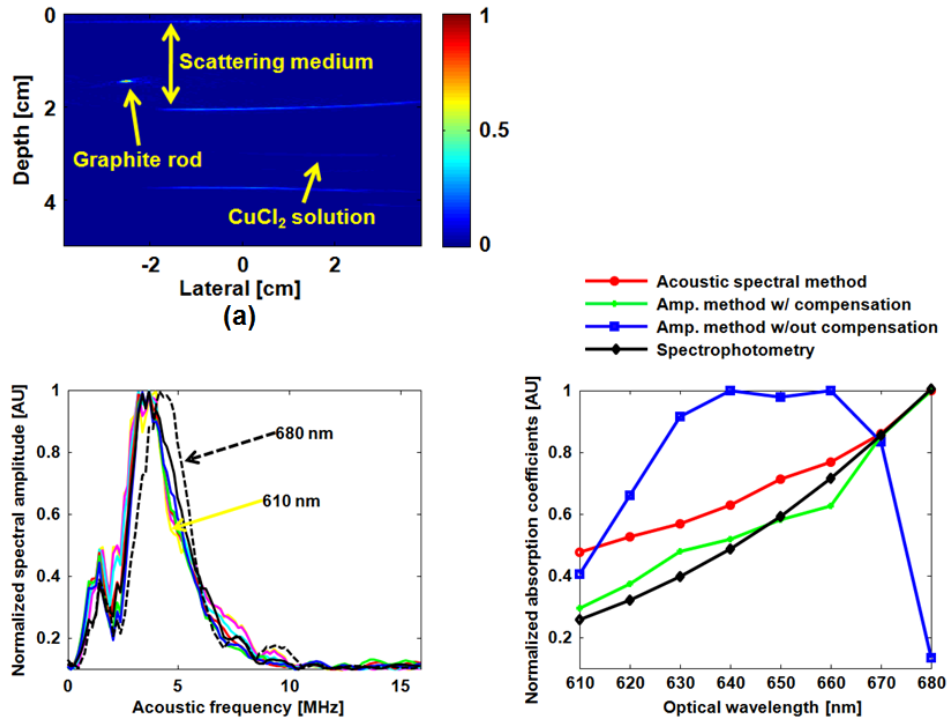 0
2
4
Depth [cm]
Scattering medium
Graphite rod
CuCl2 solution
1
0.5
0
-2
0
2
Lateral [cm]
(a)
Acoustic spectral method
Amp. method w/ compensation
Amp. method w/out compensation
Spectrophotometry
Normalized spectral amplitude [AU]
1
0.8
0.6
0.4
0.2
680 nm
610 nm
0
5
10
15
Acoustic frequency [MHz]
Normalized absorption coefficients [AU]
1
0.8
0.6
0.4
0.2
610 620 630 640 650 660 670 680
Optical wavelength [nm]